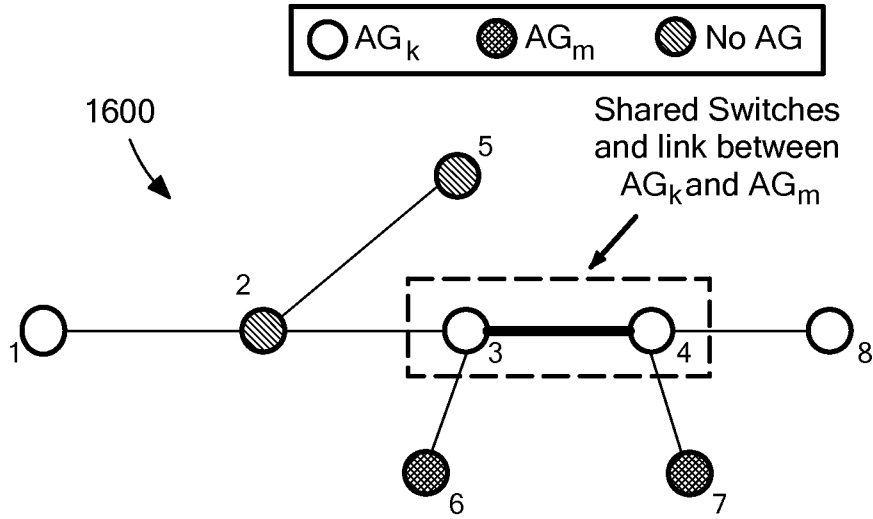 AGk AGm No AG
1600
Shared Switches
and link between
AGk and AGm
5
2
1
3
4
8
6
7